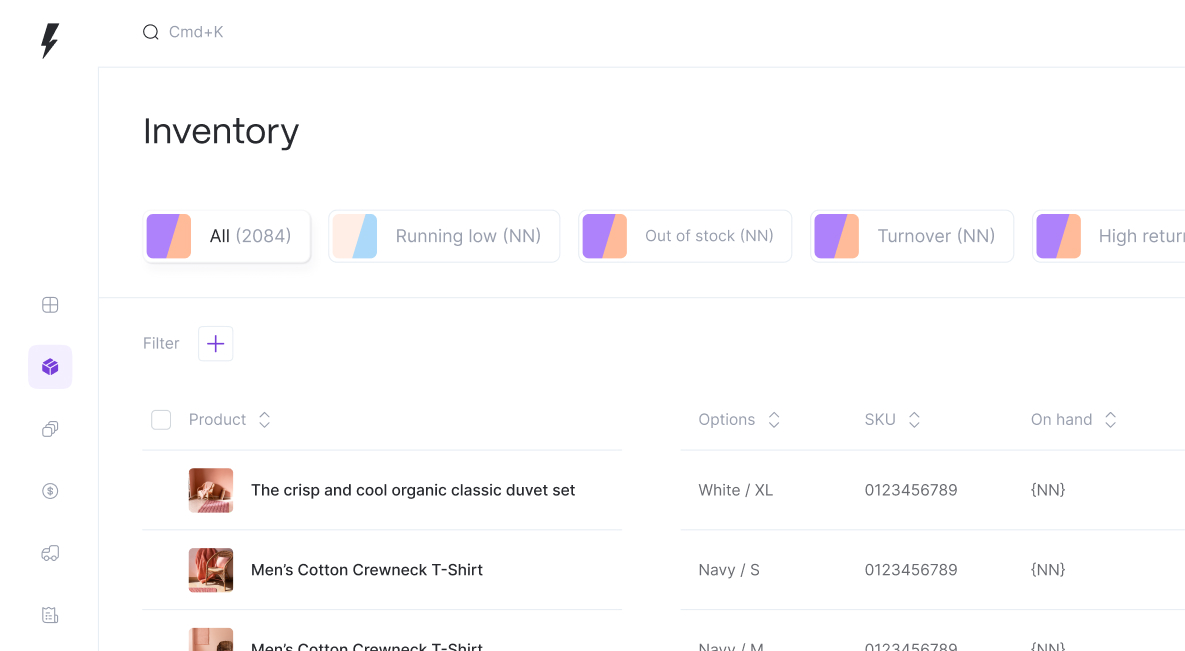 Cmd+K
Inventory
All (2084) Running low (NN) Out of stock (NN) Turnover (NN) High retur
Filter
Product Options SKU On hand
The crisp and cool organic classic duvet set White / XL 0123456789 {NN}
Men’s Cotton Crewneck T-Shirt Navy / S 0123456789 {NN}
Men’s Cotton Crewneck T-Shirt Navy / M 0123456789 {NN}